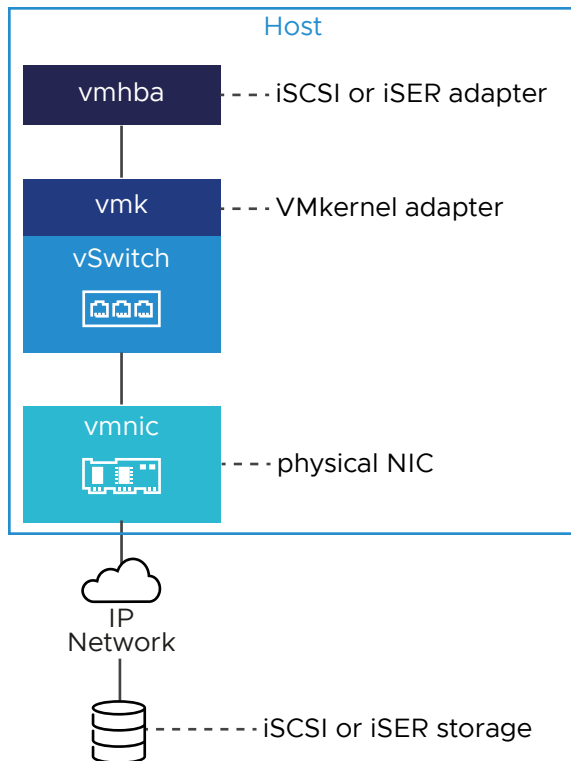 Host
vmhba
iSCSI or iSER adapter
vmk
VMkernel adapter
vSwitch
vmnic
physical NIC
IP
Network
iSCSI or iSER storage